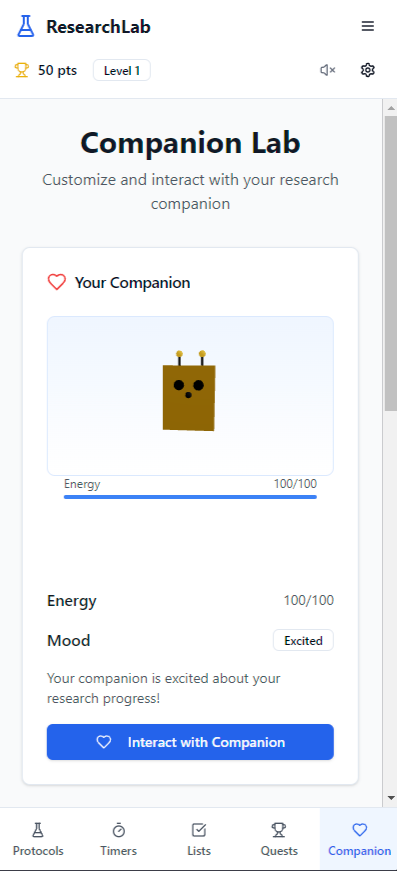 ResearchLab
50 pts
Level 1
Companion Lab
Customize and interact with your research
companion
Your Companion
Energy 100/100
Energy 100/100
Mood Excited
Your companion is excited about your
research progress!
Interact with Companion
Protocols Timers Lists Quests Companion